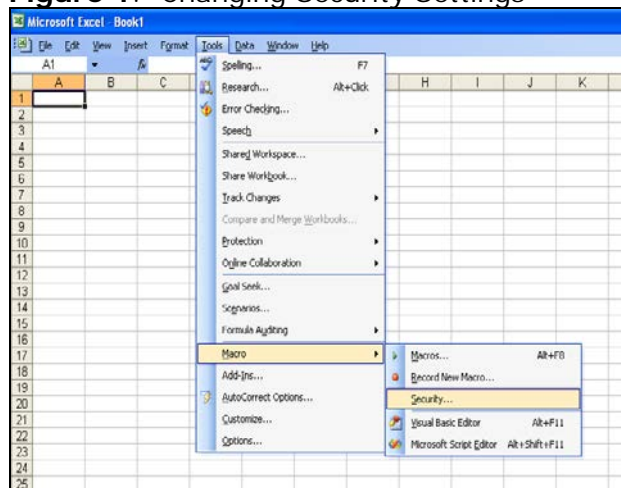 Figure 1. Changing Security Settings
Microsoft Excel - Book1
File Edit View Insert Format Tools Data Window Help
A1 fx
A B C H I J K
Spelling... F7
Research... Alt+Click
Error Checking...
Speech
Shared Workspace...
Share Workbook...
Track Changes
Compare and Merge Workbooks...
Protection
Online Collaboration
Goal Seek...
Scenarios...
Formula Auditing
Macro
Add-Ins...
AutoCorrect Options...
Customize...
Options...
Macros... Alt+F8
Record New Macro...
Security...
Visual Basic Editor Alt+F11
Microsoft Script Editor Alt+Shift+F11
1
2
3
4
5
6
7
8
9
10
11
12
13
14
15
16
17
18
19
20
21
22
23
24
25